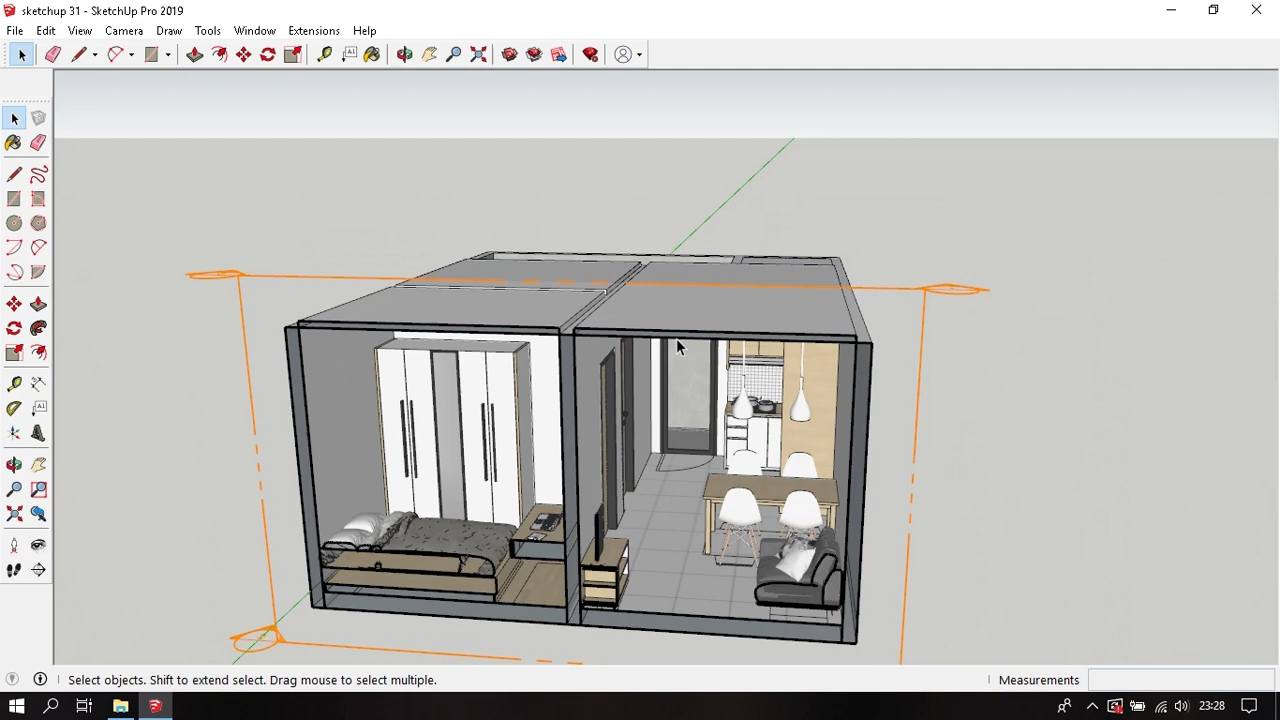 sketchup 31 - SketchUp Pro 2019
File Edit View Camera Draw Tools Window Extensions Help
Select objects. Shift to extend select. Drag mouse to select multiple.
Measurements
23:28